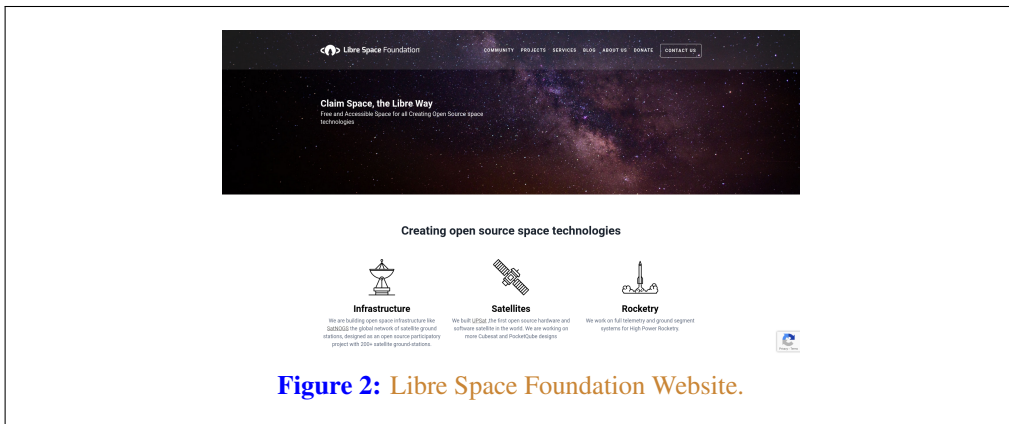 Libre Space Foundation
COMMUNITY PROJECTS SERVICES BLOG ABOUT US DONATE CONTACT US
Claim Space, the Libre Way
Free and Accessible Space for all Creating Open Source space
technologies
Creating open source space technologies
Infrastructure
We are building open space infrastructure like
SatNOGS the global network of satellite ground
stations, designed as an open source participatory
project with 200+ satellite ground-stations.
Satellites
We built UPSat ,the first open source hardware and
software satellite in the world. We are working on
more Cubesat and PocketQube designs
Rocketry
We work on full telemetry and ground segment
systems for High Power Rocketry.
Privacy - Terms
Figure 2: Libre Space Foundation Website.